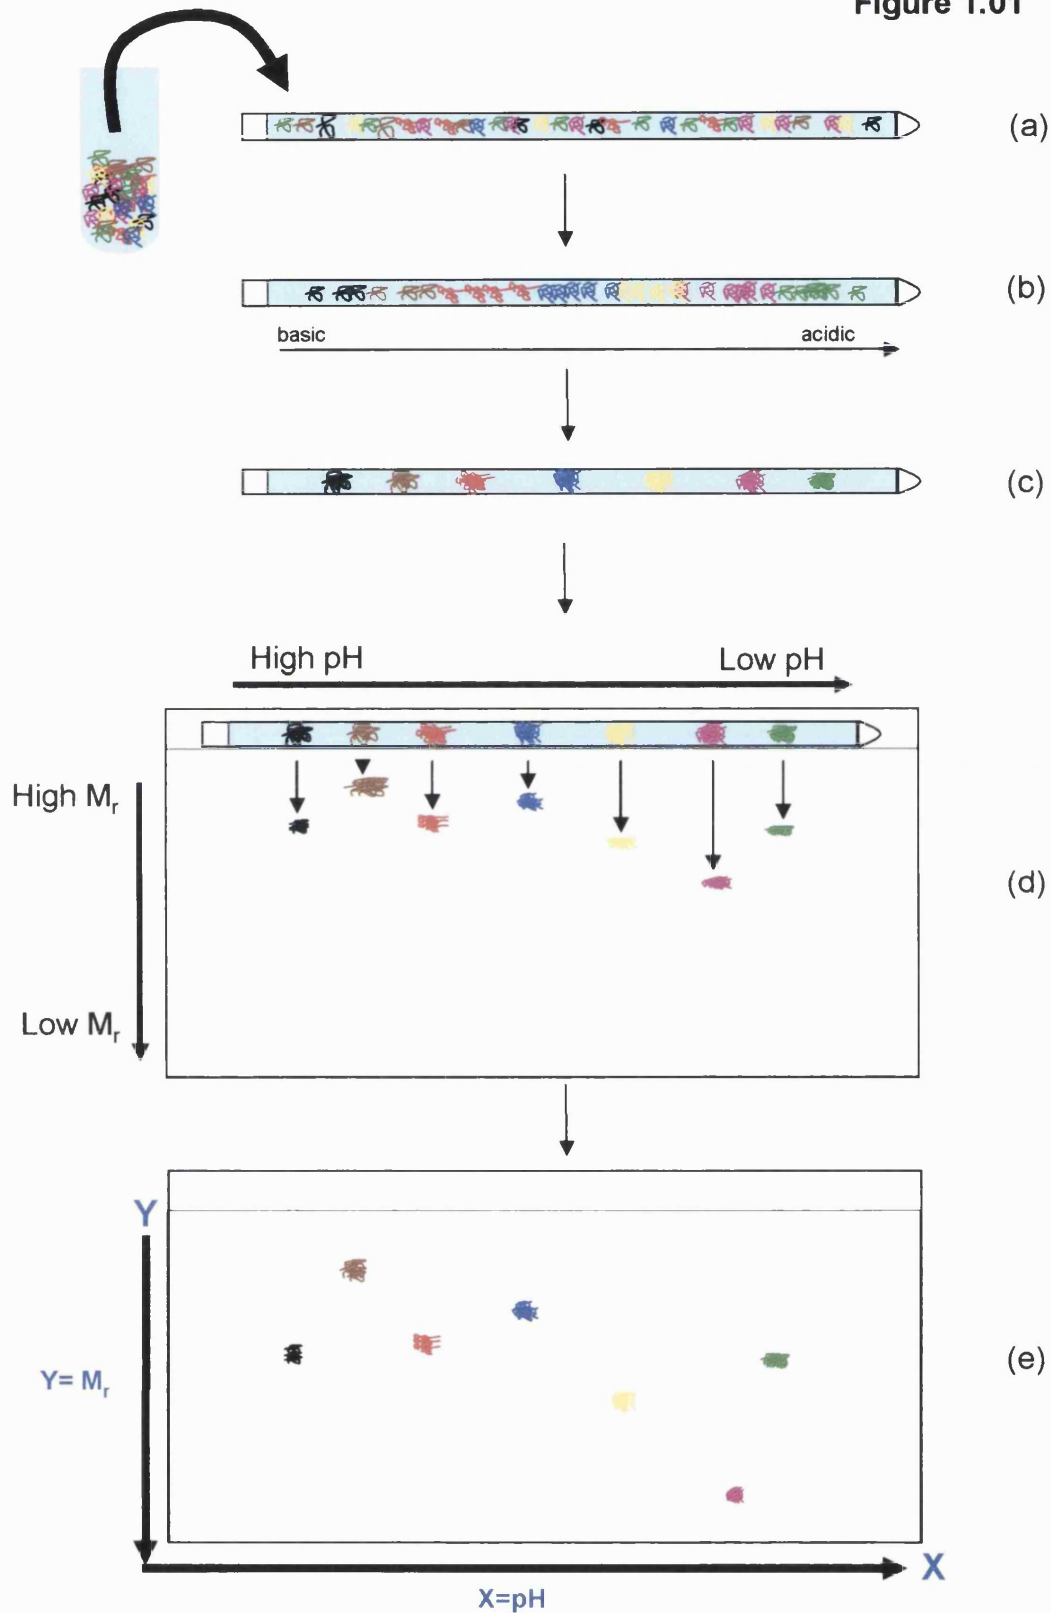 Figure 1.01
(a)
(b)
basic acidic
(c)
High pH Low pH
High Mr
(d)
Low Mr
Y
Y= Mr
(e)
X
X=pH